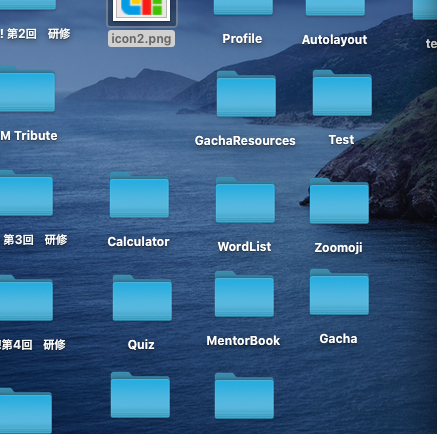 ! 第2回 研修
icon2.png
Profile
Autolayout
te
M Tribute
GachaResources
Test
第3回 研修
Calculator
WordList
Zoomoji
第4回 研修
Quiz
MentorBook
Gacha